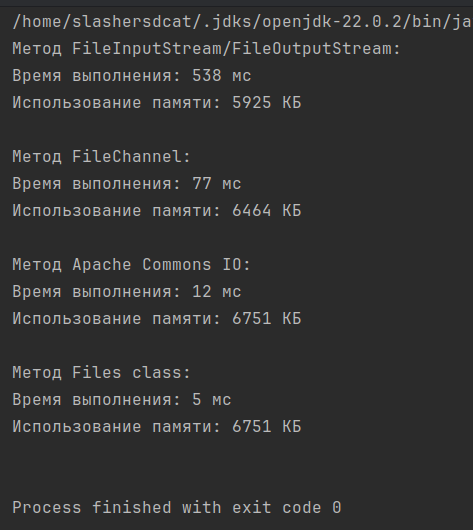 /home/slashersdcat/.jdks/openjdk-22.0.2/bin/ja
Метод FileInputStream/FileOutputStream:
Время выполнения: 538 мс
Использование памяти: 5925 КБ
Метод FileChannel:
Время выполнения: 77 мс
Использование памяти: 6464 КБ
Метод Apache Commons IO:
Время выполнения: 12 мс
Использование памяти: 6751 КБ
Метод Files class:
Время выполнения: 5 мс
Использование памяти: 6751 КБ
Process finished with exit code 0